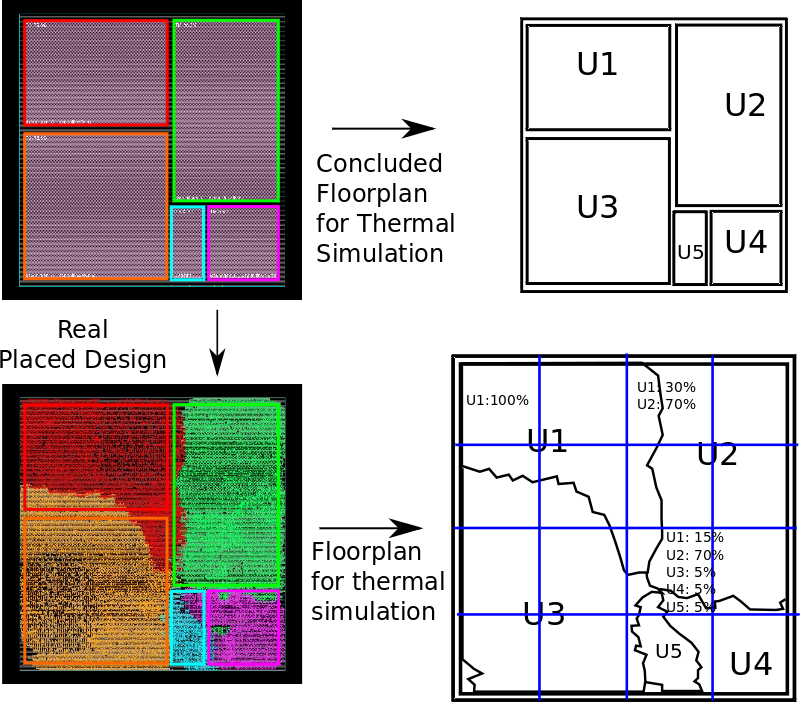 Concluded
Floorplan
for Thermal
Simulation
U1
U2
U3
U5
U4
Real
Placed Design
Floorplan
for thermal
simulation
U1:100%
U1: 30%
U2: 70%
U1
U2
U1: 15%
U2: 70%
U3: 5%
U4: 5%
U5: 5%
U3
U5
U4